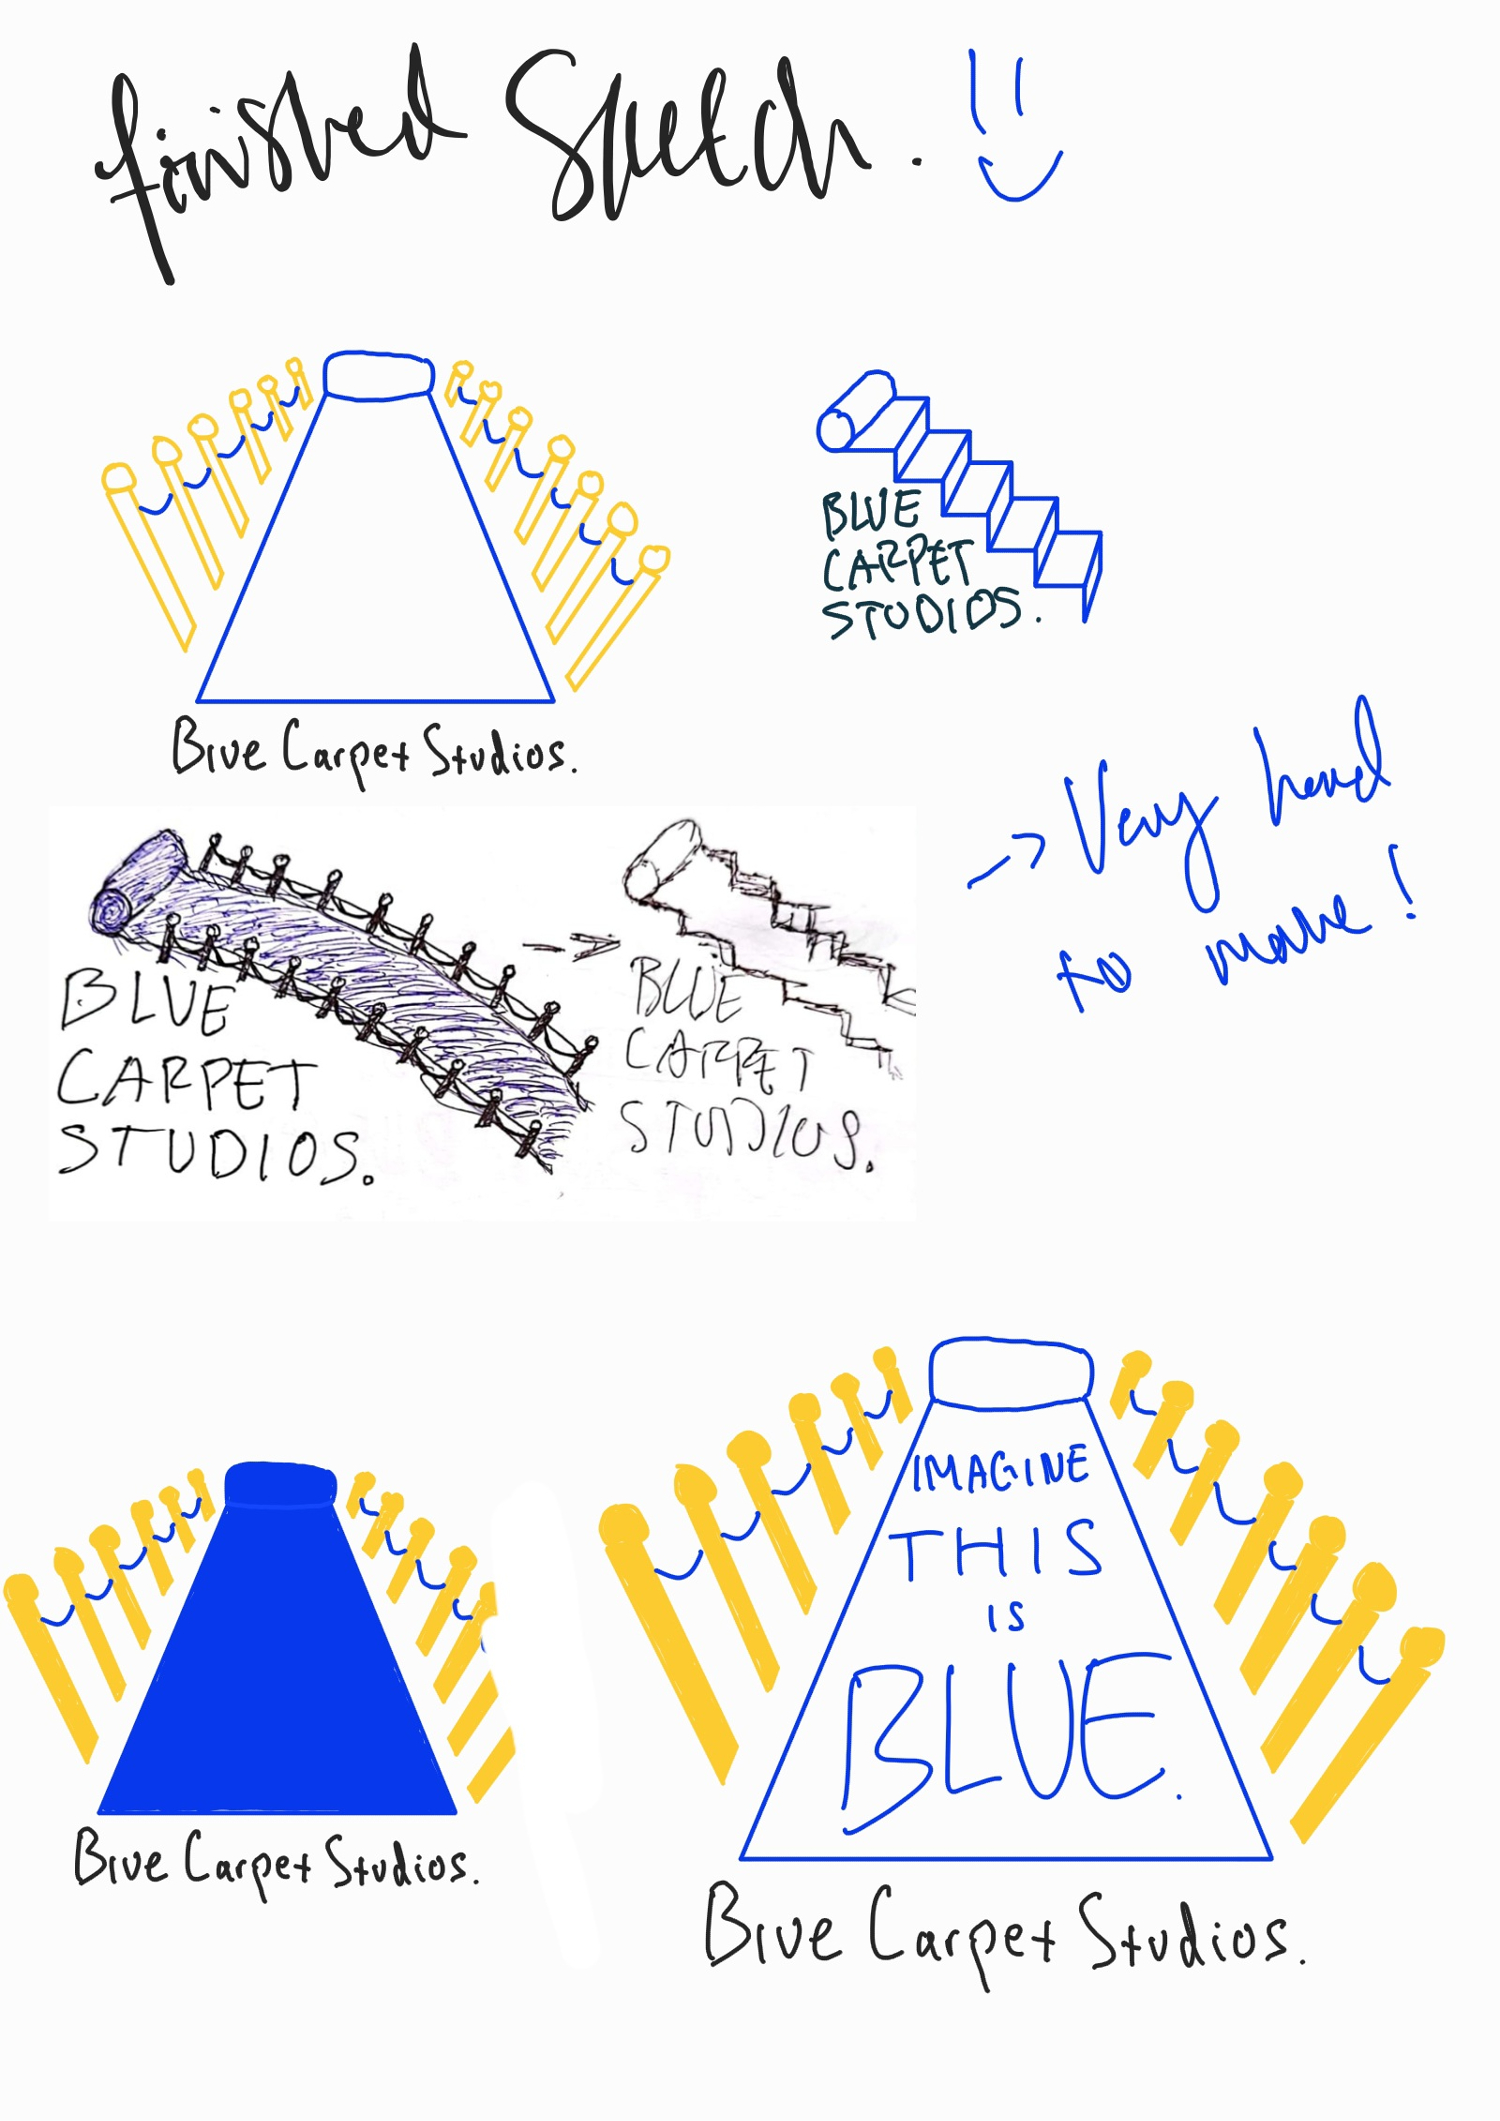 finished Sketch.
BLUE
CARPET
STUDIOS.
Blue Carpet Studios.
-> Very hard
to make!
BLUE
CARPET
STUDIOS.
BLUE
CARPET
STUDIOS.
IMAGINE
THIS
IS
BLUE.
Blue Carpet Studios.
Blue Carpet Studios.